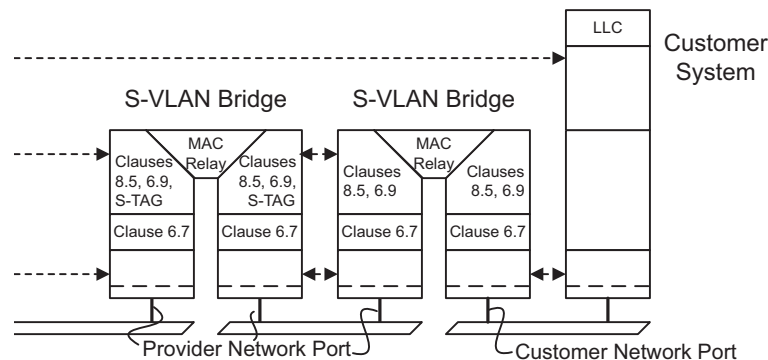 LLC
Customer
System
S-VLAN Bridge
S-VLAN Bridge
MAC
Relay
Clauses
8.5, 6.9,
S-TAG
Clauses
8.5, 6.9,
S-TAG
MAC
Relay
Clauses
8.5, 6.9
Clauses
8.5, 6.9
Clause 6.7
Clause 6.7
Clause 6.7
Clause 6.7
Provider Network Port
Customer Network Port